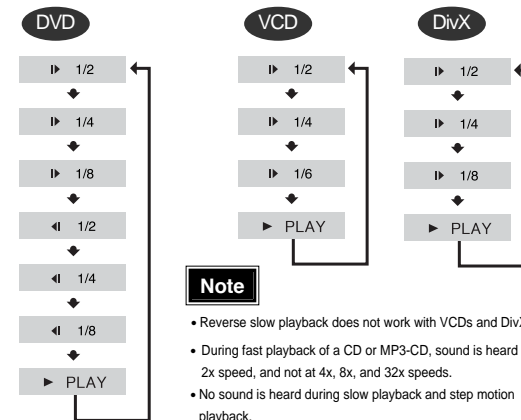 DVD
I▶ 1/2
I▶ 1/4
I▶ 1/8
◀I 1/2
◀I 1/4
◀I 1/8
► PLAY
VCD
I▶ 1/2
I▶ 1/4
I▶ 1/6
► PLAY
DivX
I▶ 1/2
I▶ 1/4
I▶ 1/8
► PLAY
Note
• Reverse slow playback does not work with VCDs and DivX
• During fast playback of a CD or MP3-CD, sound is heard
2x speed, and not at 4x, 8x, and 32x speeds.
• No sound is heard during slow playback and step motion
playback.